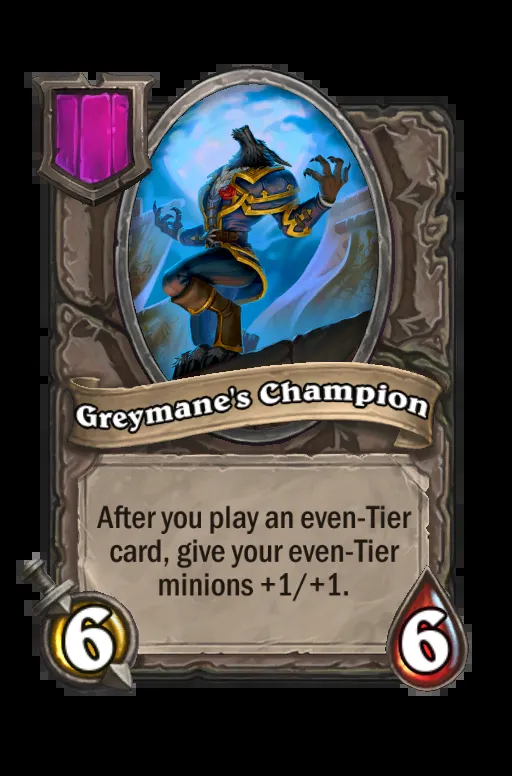 Greymane's Champion
After you play an even-Tier
card, give your even-Tier
minions +1/+1.
6
6